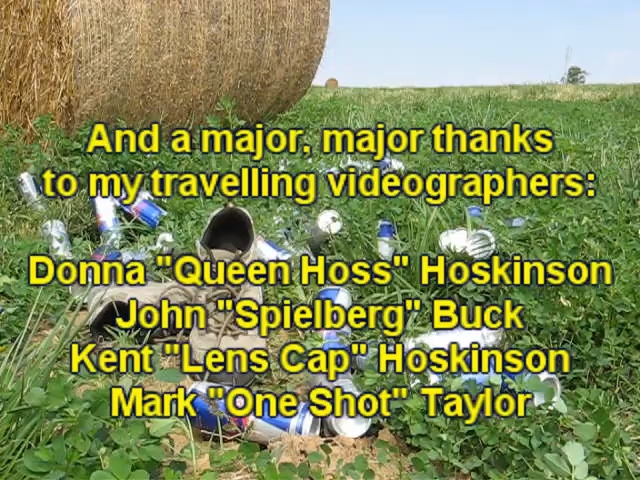 And a major, major thanks
to my travelling videographers:
Donna "Queen Hoss" Hoskinson
John "Spielberg" Buck
Kent "Lens Cap" Hoskinson
Mark "One Shot" Taylor